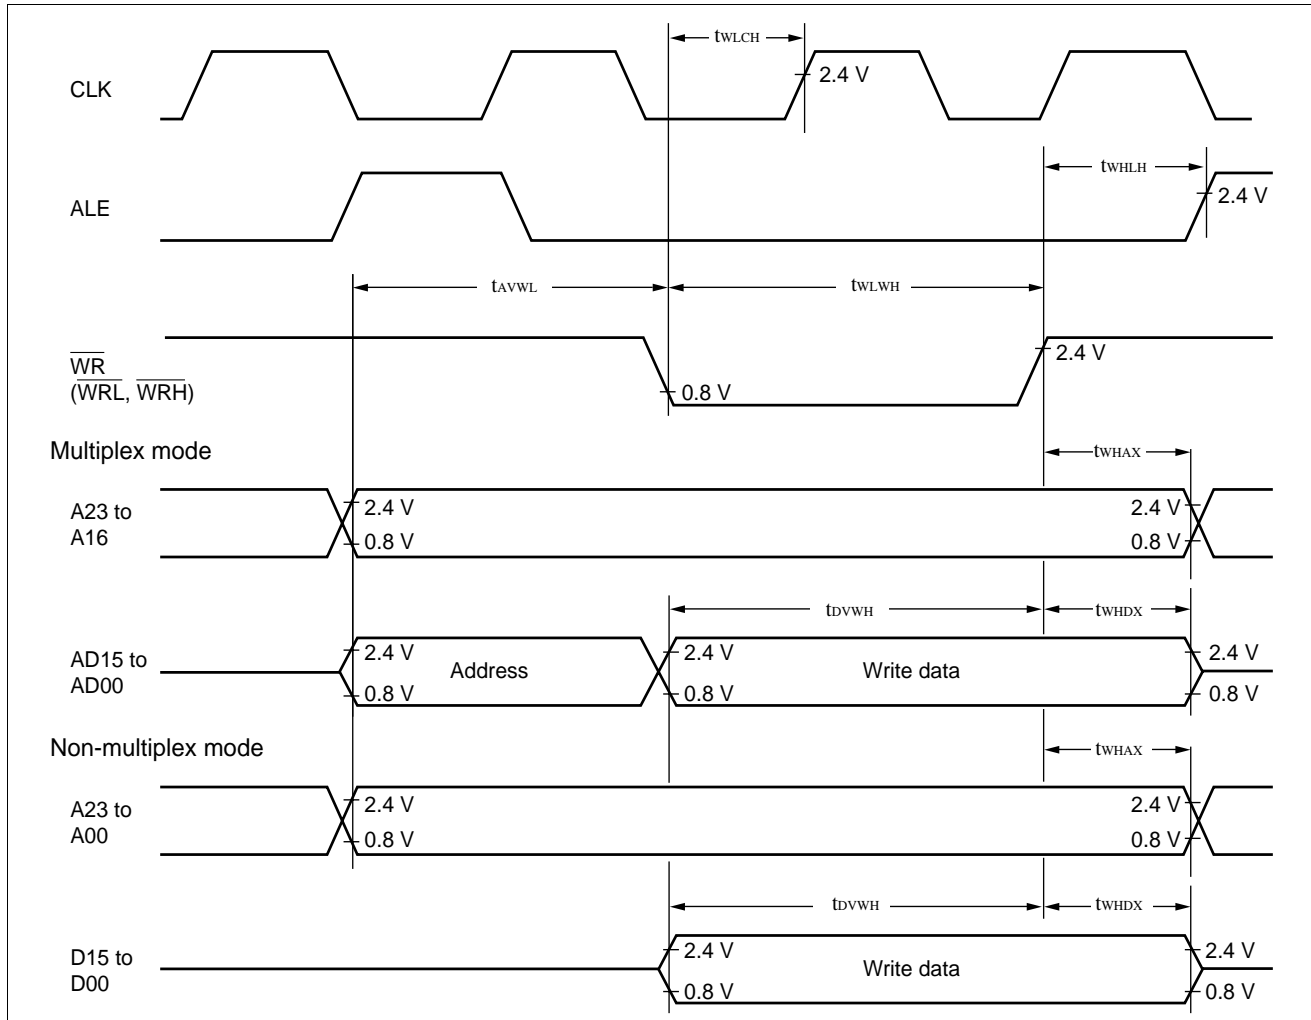 tWLCH
CLK
2.4 V
tWHLH
ALE
2.4 V
tAVWL
tWLWH
WR
(WRL, WRH)
2.4 V
0.8 V
Multiplex mode
tWHAX
A23 to
A16
2.4 V
0.8 V
2.4 V
0.8 V
tDVWH
tWHDX
AD15 to
AD00
2.4 V
0.8 V
Address
2.4 V
0.8 V
Write data
2.4 V
0.8 V
Non-multiplex mode
tWHAX
A23 to
A00
2.4 V
0.8 V
2.4 V
0.8 V
tDVWH
tWHDX
D15 to
D00
2.4 V
0.8 V
Write data
2.4 V
0.8 V